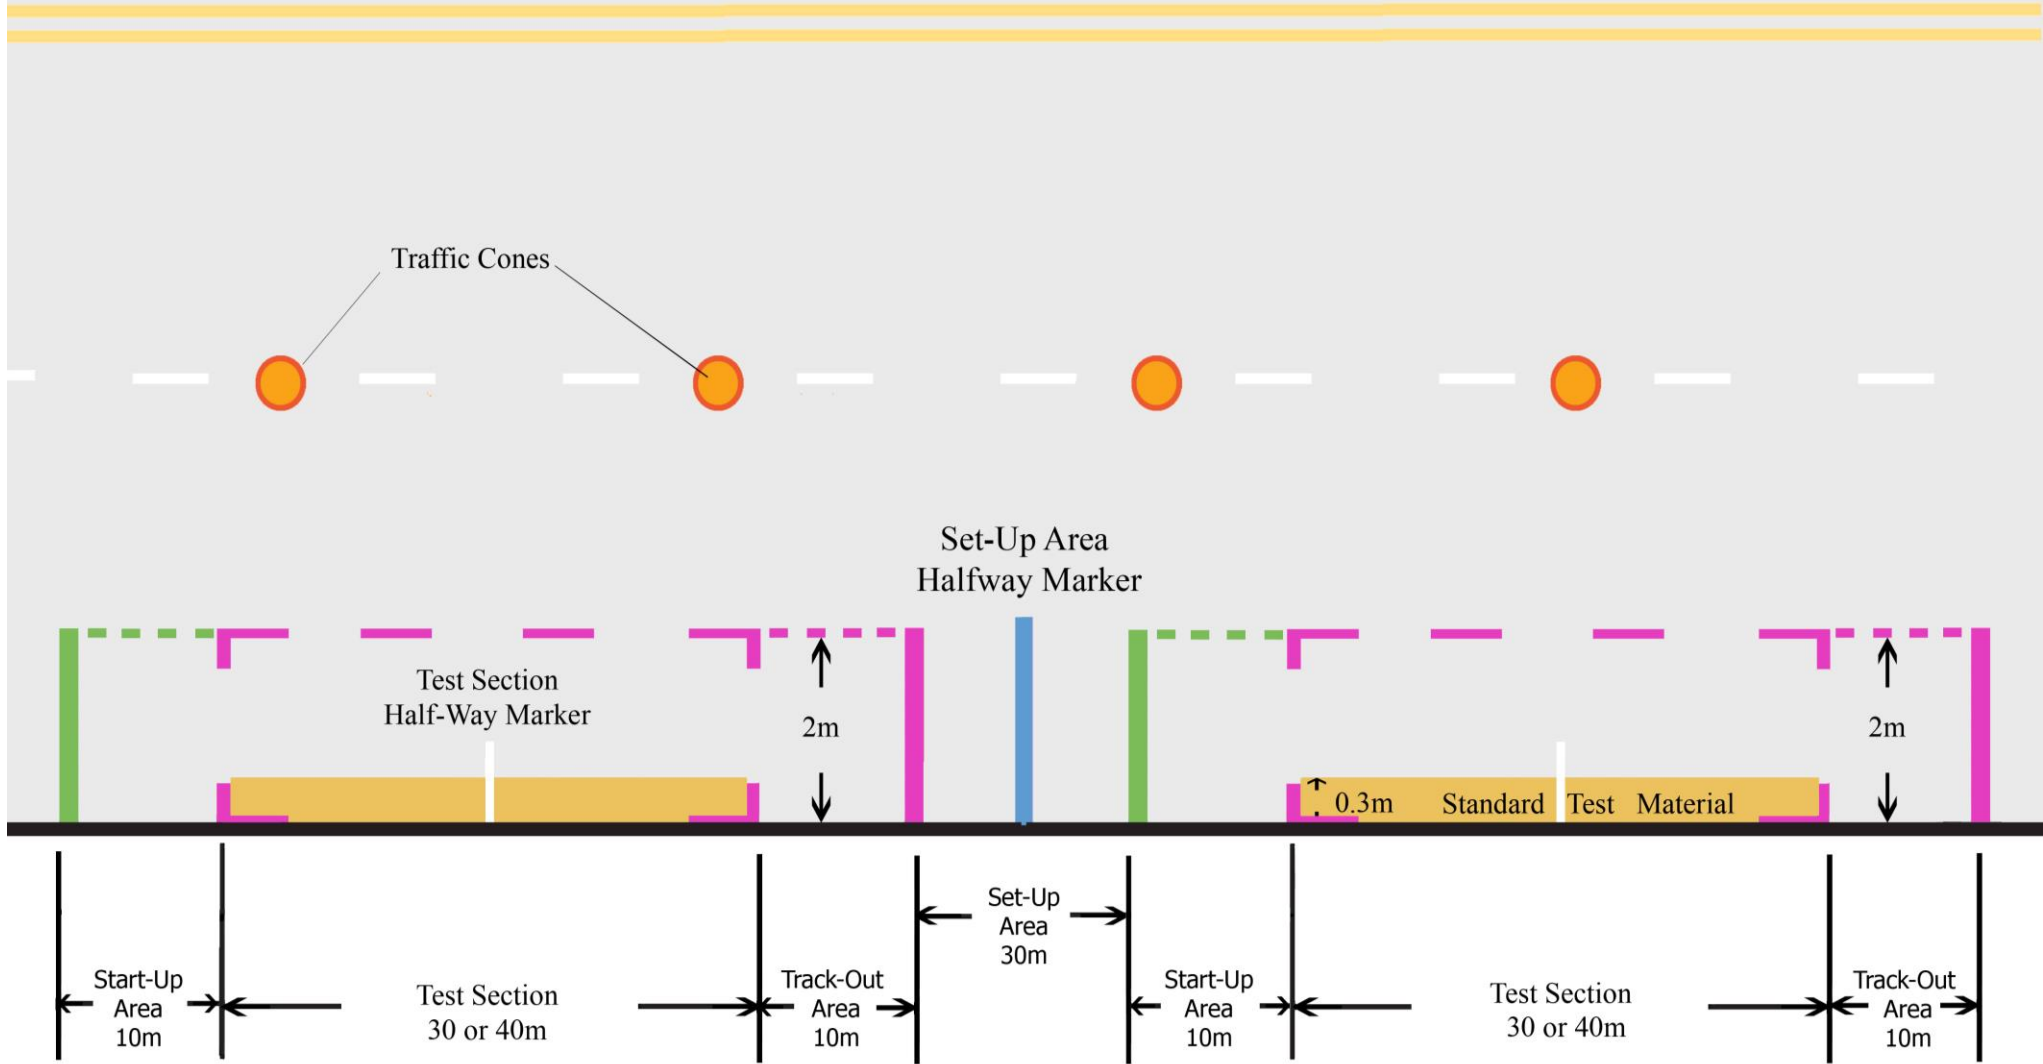 Traffic Cones
Set-Up Area
Halfway Marker
Test Section
Half-Way Marker
2m
2m
0.3m
Standard Test Material
Set-Up
Area
30m
Start-Up
Area
10m
Test Section
30 or 40m
Track-Out
Area
10m
Start-Up
Area
10m
Test Section
30 or 40m
Track-Out
Area
10m